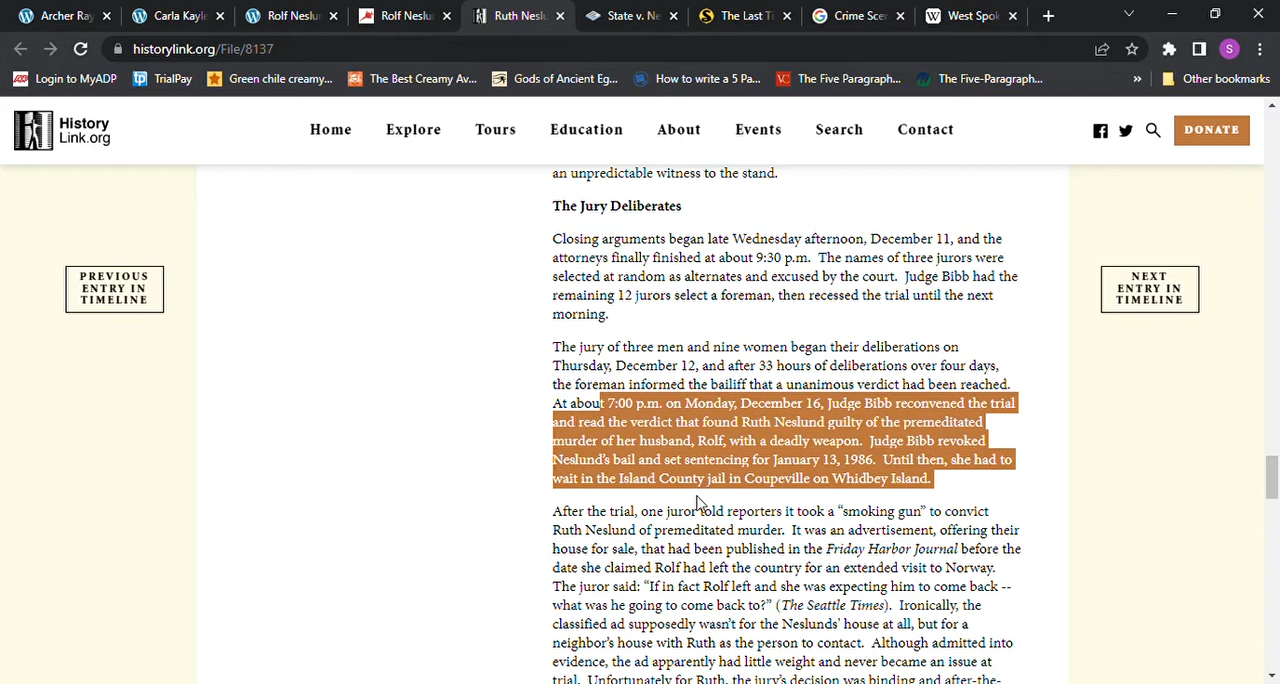 Archer Ray
Carla Kayle
Rolf Neslun
Rolf Neslu
Ruth Neslu
State v. Ne
The Last Ti
Crime Scen
West Spok
historylink.org/File/8137
S
Login to MyADP
TrialPay
Green chile creamy...
The Best Creamy Av...
Gods of Ancient Eg...
How to write a 5 Pa...
The Five Paragraph...
The Five-Paragraph...
»
Other bookmarks
History
Link.org
Home
Explore
Tours
Education
About
Events
Search
Contact
DONATE
an unpredictable witness to the stand.
The Jury Deliberates
Closing arguments began late Wednesday afternoon, December 11, and the
attorneys finally finished at about 9:30 p.m.  The names of three jurors were
selected at random as alternates and excused by the court.  Judge Bibb had the
remaining 12 jurors select a foreman, then recessed the trial until the next
morning.
PREVIOUS
ENTRY IN
TIMELINE
NEXT
ENTRY IN
TIMELINE
The jury of three men and nine women began their deliberations on
Thursday, December 12, and after 33 hours of deliberations over four days,
the foreman informed the bailiff that a unanimous verdict had been reached.
At about 7:00 p.m. on Monday, December 16, Judge Bibb reconvened the trial
and read the verdict that found Ruth Neslund guilty of the premeditated
murder of her husband, Rolf, with a deadly weapon.  Judge Bibb revoked
Neslund's bail and set sentencing for January 13, 1986.  Until then, she had to
wait in the Island County jail in Coupeville on Whidbey Island.
After the trial, one juror told reporters it took a “smoking gun” to convict
Ruth Neslund of premeditated murder.  It was an advertisement, offering their
house for sale, that had been published in the Friday Harbor Journal before the
date she claimed Rolf had left the country for an extended visit to Norway.
The juror said: “If in fact Rolf left and she was expecting him to come back --
what was he going to come back to?” (The Seattle Times).  Ironically, the
classified ad supposedly wasn't for the Neslunds' house at all, but for a
neighbor's house with Ruth as the person to contact.  Although admitted into
evidence, the ad apparently had little weight and never became an issue at
trial.  Unfortunately for Ruth, the jury's decision was binding and after-the-